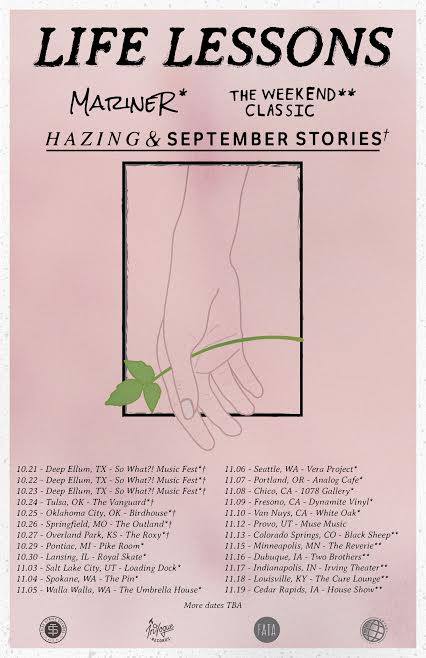 LIFE LESSONS
MARINER*
THE WEEKEND**
CLASSIC
HAZING & SEPTEMBER STORIES†
10.21 - Deep Ellum, TX - So What?! Music Fest*†
10.22 - Deep Ellum, TX - So What?! Music Fest*†
10.23 - Deep Ellum, TX - So What?! Music Fest*†
10.24 - Tulsa, OK - The Vanguard*†
10.25 - Oklahoma City, OK - Birdhouse*†
10.26 - Springfield, MO - The Outland*†
10.27 - Overland Park, KS - The Roxy*†
10.29 - Pontiac, MI - Pike Room*
10.30 - Lansing, IL - Royal Skate*
11.03 - Salt Lake City, UT - Loading Dock*
11.04 - Spokane, WA - The Pin*
11.05 - Walla Walla, WA - The Umbrella House*
11.06 - Seattle, WA - Vera Project*
11.07 - Portland, OR - Analog Cafe*
11.08 - Chico, CA - 1078 Gallery*
11.09 - Fresono, CA - Dynamite Vinyl*
11.10 - Van Nuys, CA - White Oak*
11.12 - Provo, UT - Muse Music
11.13 - Colorado Springs, CO - Black Sheep**
11.15 - Minneapolis, MN - The Reverie**
11.16 - Dubuque, IA - Two Brothers**
11.17 - Indianapolis, IN - Irving Theater**
11.18 - Louisville, KY - The Cure Lounge**
11.19 - Cedar Rapids, IA - House Show**
More dates TBA
InVogue
RECORDS
FATA